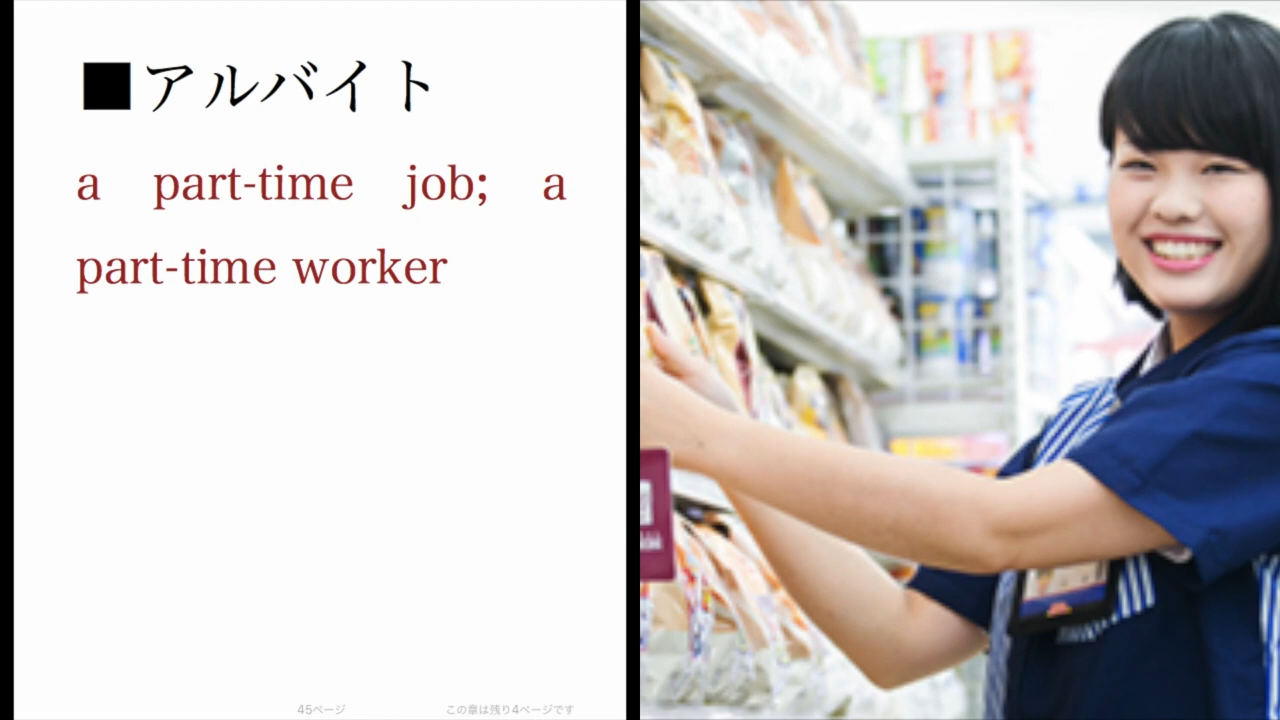 ■アルバイト
a part-time job; a
part-time worker
45ページ
この章は残り4ページです